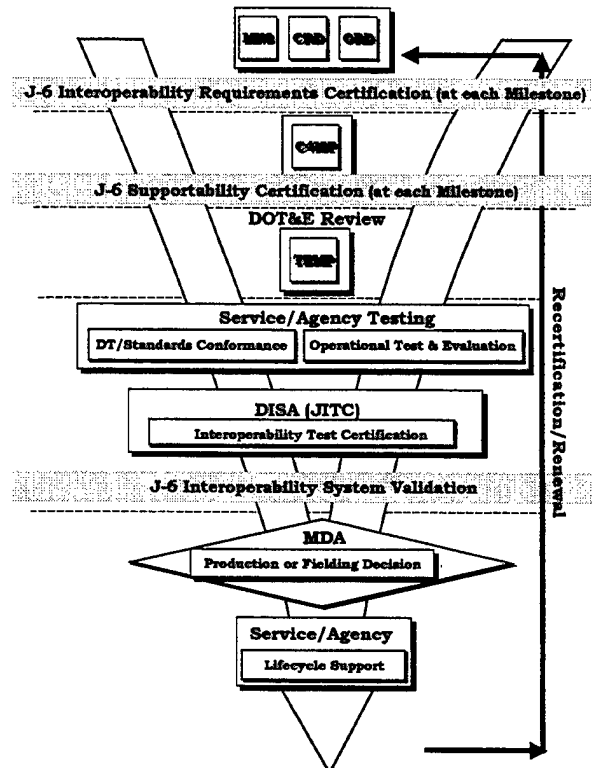 MNS CRD ORD
J-6 Interoperability Requirements Certification (at each Milestone)
C4ISP
J-6 Supportability Certification (at each Milestone)
DOT&E Review
TEMP
Service/Agency Testing
DT/Standards Conformance Operational Test & Evaluation
DISA (JITC)
Interoperability Test Certification
J-6 Interoperability System Validation
MDA
Production or Fielding Decision
Service/Agency
Lifecycle Support
Recertification/Renewal